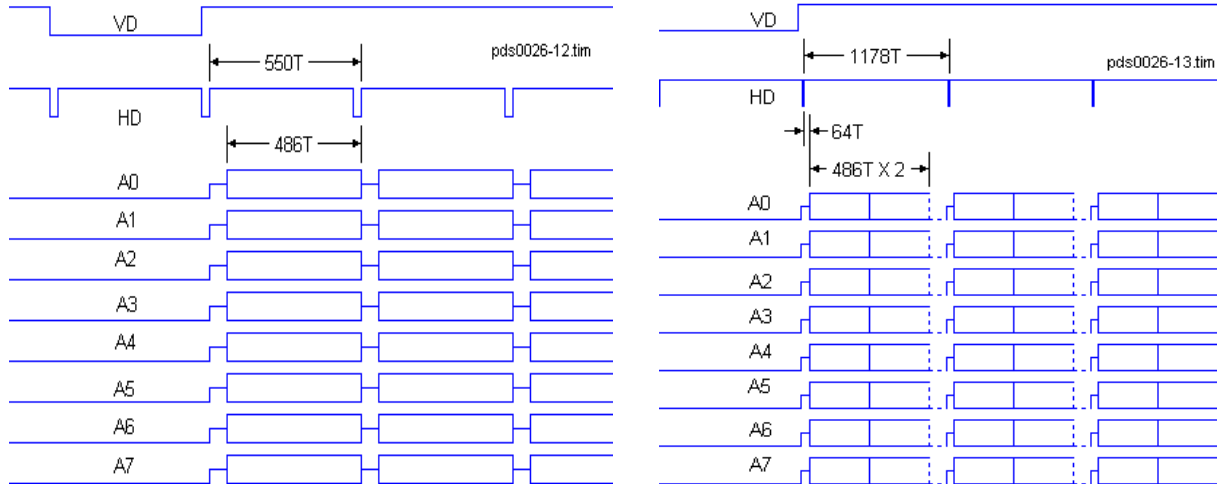 VD
550T
pds0026-12.tim
HD
486T
A0
A1
A2
A3
A4
A5
A6
A7
VD
1178T
pds0026-13.tim
HD
64T
486T X 2
A0
A1
A2
A3
A4
A5
A6
A7